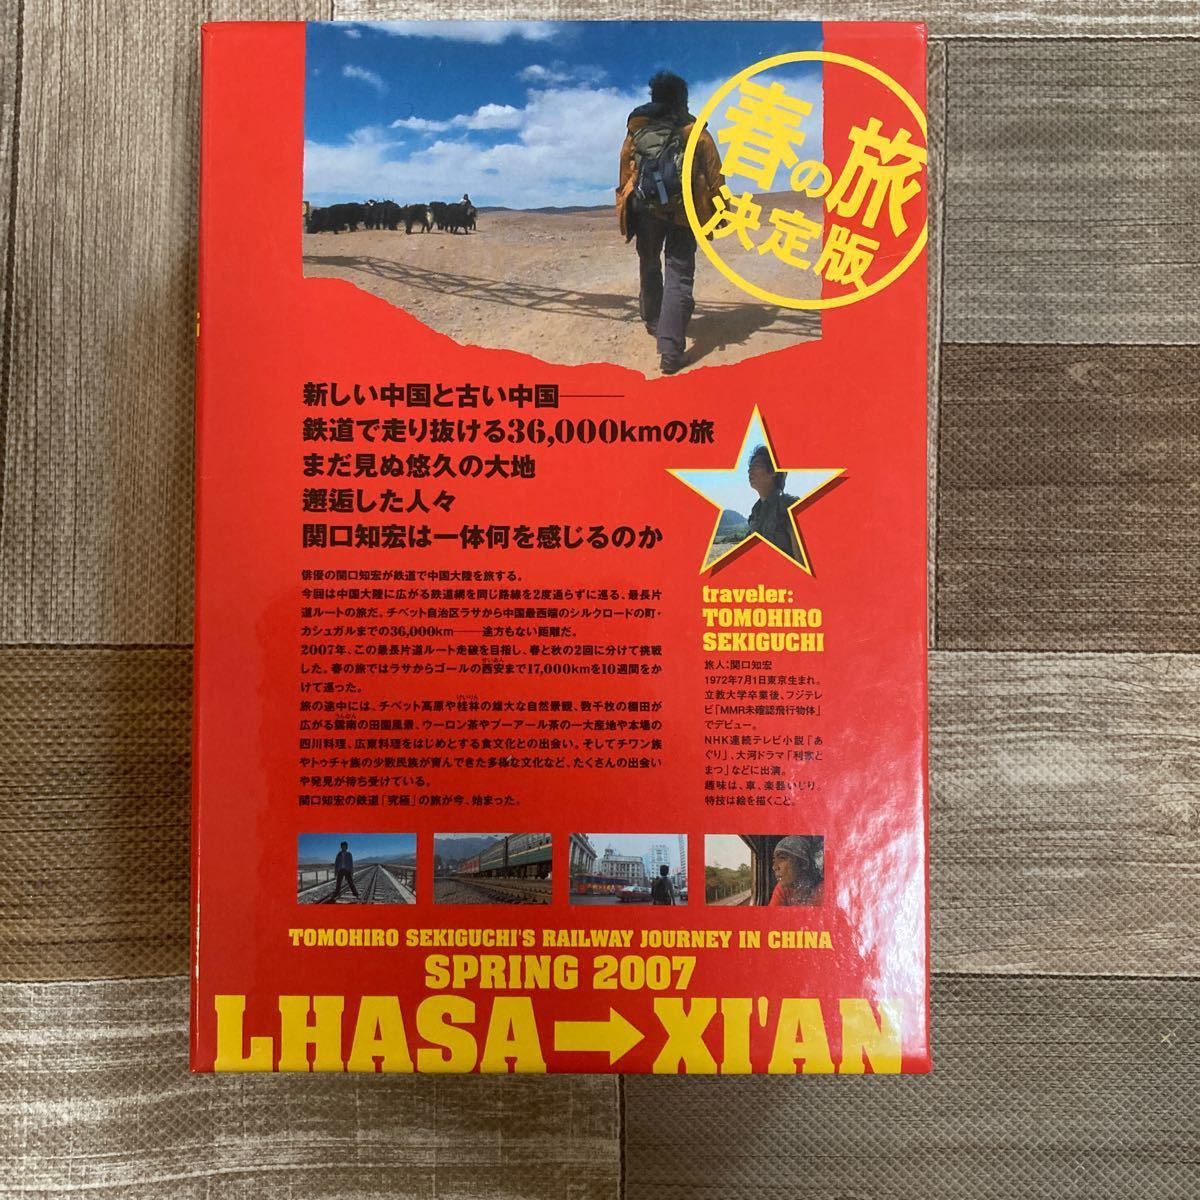 春の旅
決定版
新しい中国と古い中国――
鉄道で走り抜ける36,000kmの旅
まだ見ぬ悠久の大地
邂逅した人々
関口知宏は一体何を感じるのか
俳優の関口知宏が鉄道で中国大陸を旅する。
今回は中国大陸に広がる鉄道網を同じ路線を2度通らずに巡る、最長片
道ルートの旅だ。チベット自治区ラサから中国最西端のシルクロードの町・
カシュガルまでの36,000km――途方もない距離だ。
2007年、この最長片道ルート走破を目指し、春と秋の2回に分けて挑戦
した。春の旅ではラサからゴールの西安まで17,000kmを10週間をか
けて巡った。
旅の途中には、チベット高原や桂林の雄大な自然景観、数千枚の棚田が
広がる雲南の田園風景、ウーロン茶やプーアール茶の一大産地や本場の
四川料理、広東料理をはじめとする食文化との出会い。そしてチワン族
やトゥチャ族の少数民族が育んできた多様な文化など、たくさんの出会い
や発見が待ち受けている。
関口知宏の鉄道「究極」の旅が今、始まった。
traveler:
TOMOHIRO
SEKIGUCHI
旅人:関口知宏
1972年7月1日東京生まれ。
立教大学卒業後、フジテレ
ビ「MMR未確認飛行物体」
でデビュー。
NHK連続テレビ小説「あ
ぐり」、大河ドラマ「利家と
まつ」などに出演。
趣味は、車、楽器いじり、
特技は絵を描くこと。
TOMOHIRO SEKIGUCHI'S RAILWAY JOURNEY IN CHINA
SPRING 2007
LHASA→XI'AN